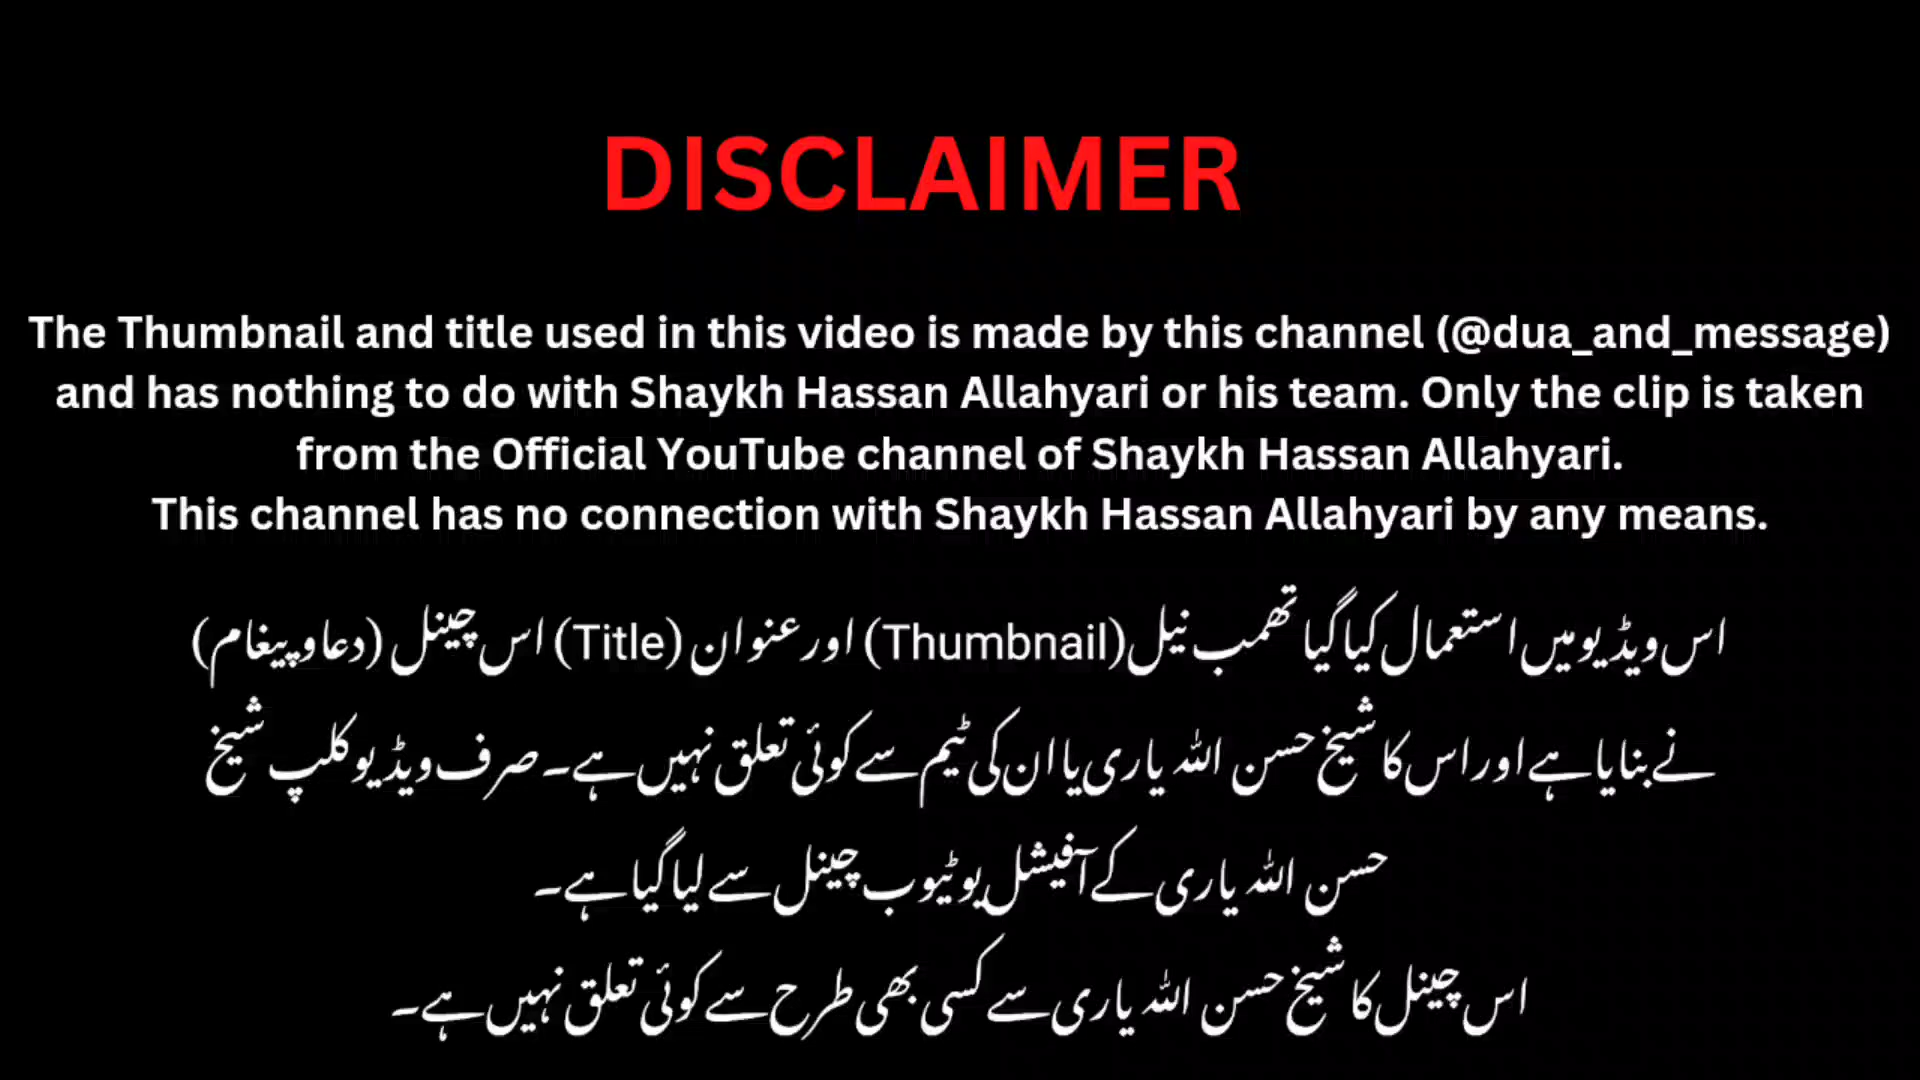 DISCLAIMER
The Thumbnail and title used in this video is made by this channel (@dua_and_message)
and has nothing to do with Shaykh Hassan Allahyari or his team. Only the clip is taken
from the Official YouTube channel of Shaykh Hassan Allahyari.
This channel has no connection with Shaykh Hassan Allahyari by any means.
اس ویڈیو میں استعمال کیا گیا تھمب نیل (Thumbnail) اور عنوان (Title) اس چینل (دعا و پیغام)
نے بنایا ہے اور اس کا شیخ حسن اللہ یاری یا ان کی ٹیم سے کوئی تعلق نہیں ہے۔ صرف ویڈیو کلپ شیخ
حسن اللہ یاری کے آفیشل یوٹیوب چینل سے لیا گیا ہے۔
اس چینل کا شیخ حسن اللہ یاری سے کسی بھی طرح سے کوئی تعلق نہیں ہے۔